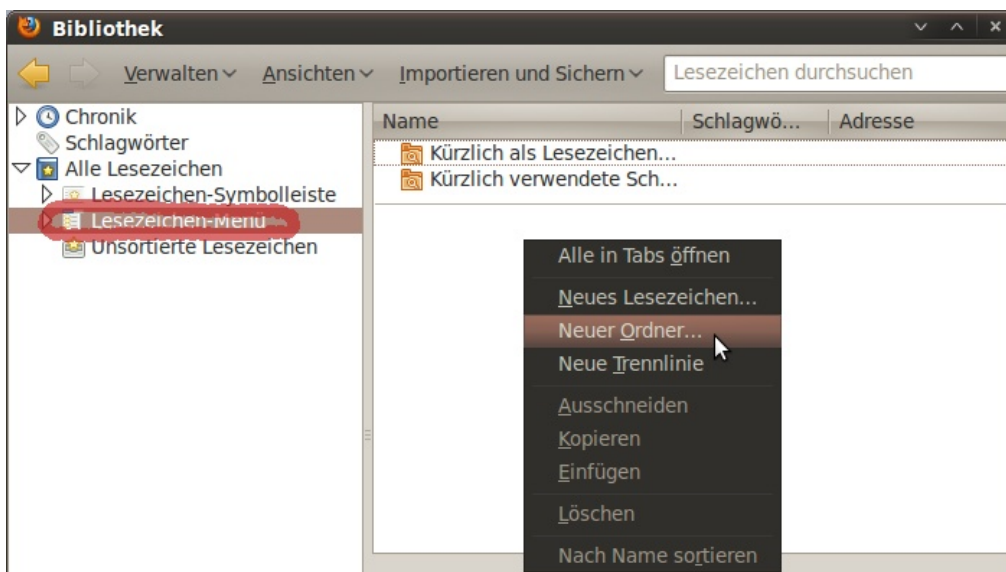 Bibliothek
Verwalten Ansichten Importieren und Sichern Lesezeichen durchsuchen
Chronik
Schlagwörter
Alle Lesezeichen
Lesezeichen-Symbolleiste
Lesezeichen-Menü
Unsortierte Lesezeichen
Name Schlagwö... Adresse
Kürzlich als Lesezeichen...
Kürzlich verwendete Sch...
Alle in Tabs öffnen
Neues Lesezeichen...
Neuer Ordner...
Neue Trennlinie
Ausschneiden
Kopieren
Einfügen
Löschen
Nach Name sortieren